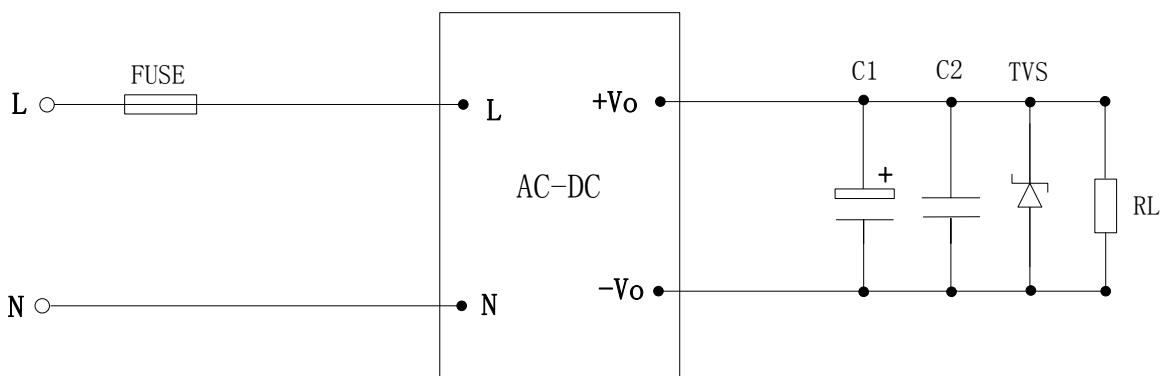 FUSE
C1 C2 TVS
L L +Vo
+
AC-DC
RL
N N -Vo